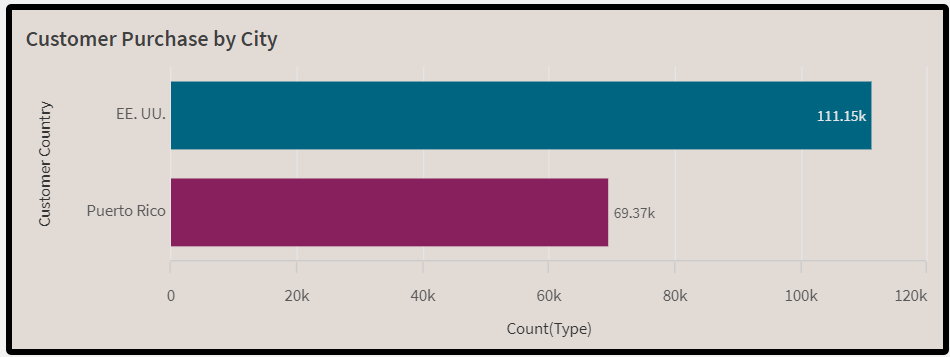 Customer Purchase by City
Customer Country
EE. UU.
111.15k
Puerto Rico
69.37k
0 20k 40k 60k 80k 100k 120k
Count(Type)